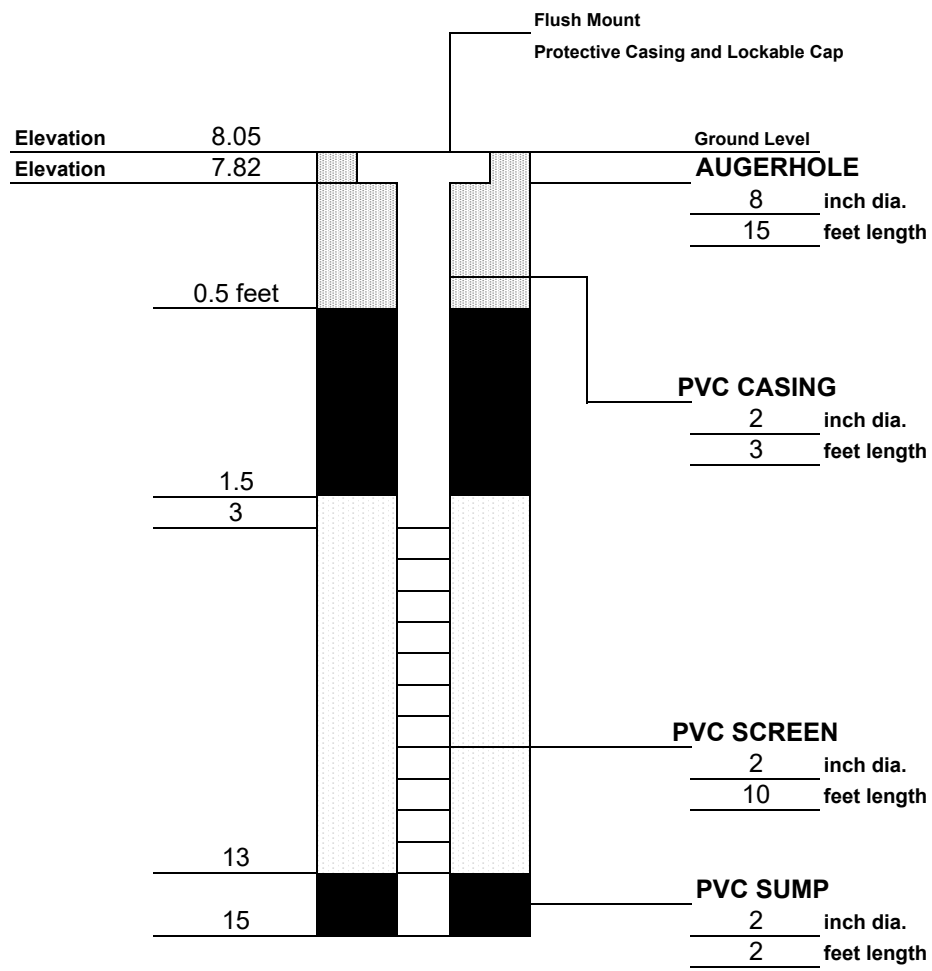 Flush Mount
Protective Casing and Lockable Cap
Elevation 8.05 Ground Level
Elevation 7.82 AUGERHOLE
8 inch dia.
15 feet length
0.5 feet
PVC CASING
2 inch dia.
3 feet length
1.5
3
PVC SCREEN
2 inch dia.
10 feet length
13
PVC SUMP
15 2 inch dia.
2 feet length